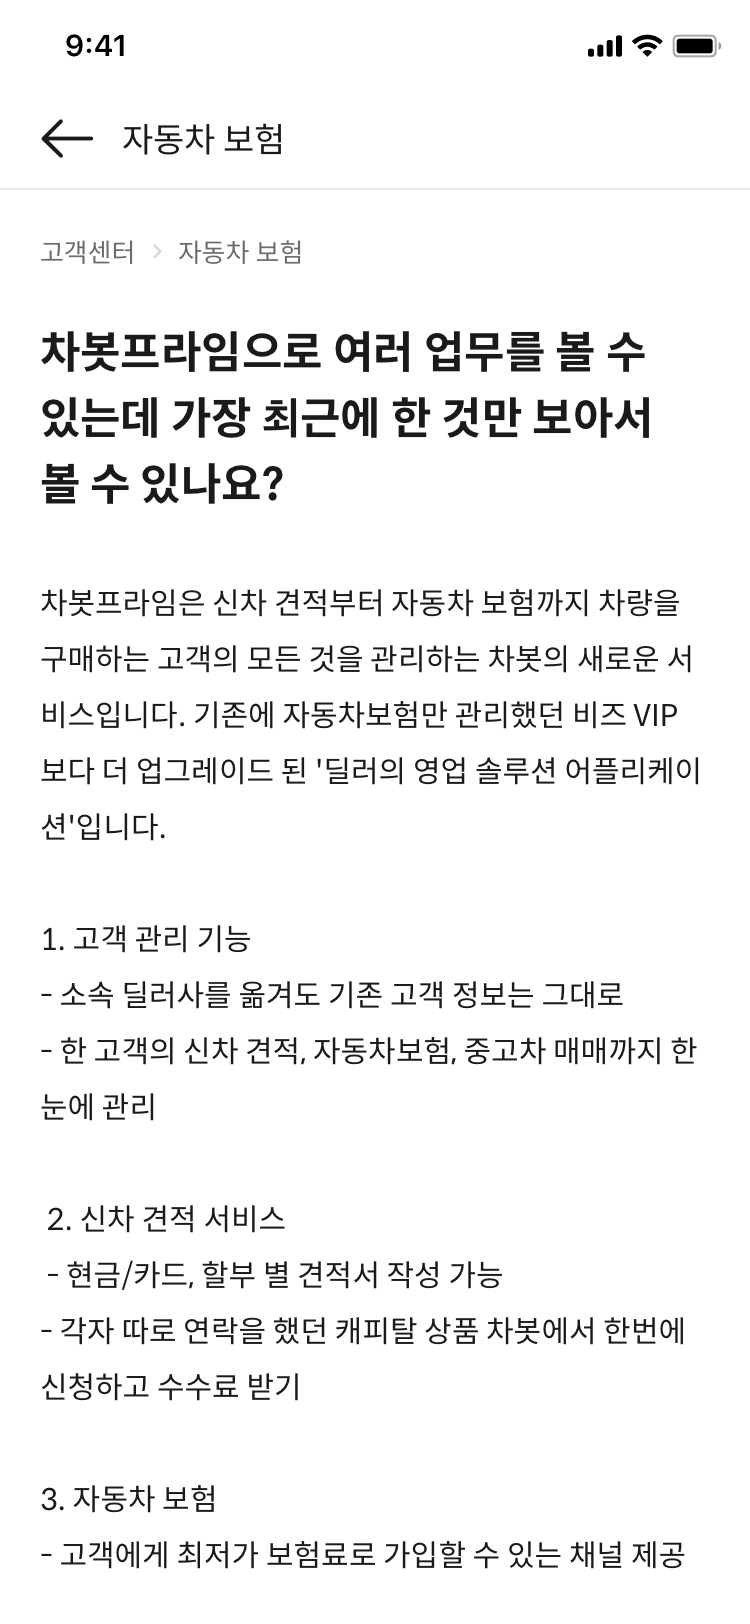 9:41
자동차 보험
고객센터 > 자동차 보험
차봇프라임으로 여러 업무를 볼 수
있는데 가장 최근에 한 것만 보아서
볼 수 있나요?
차봇프라임은 신차 견적부터 자동차 보험까지 차량을
구매하는 고객의 모든 것을 관리하는 차봇의 새로운 서
비스입니다. 기존에 자동차보험만 관리했던 비즈 VIP
보다 더 업그레이드 된 '딜러의 영업 솔루션 어플리케이
션'입니다.
1. 고객 관리 기능
- 소속 딜러사를 옮겨도 기존 고객 정보는 그대로
- 한 고객의 신차 견적, 자동차보험, 중고차 매매까지 한
눈에 관리
2. 신차 견적 서비스
- 현금/카드, 할부 별 견적서 작성 가능
- 각자 따로 연락을 했던 캐피탈 상품 차봇에서 한번에
신청하고 수수료 받기
3. 자동차 보험
- 고객에게 최저가 보험료로 가입할 수 있는 채널 제공